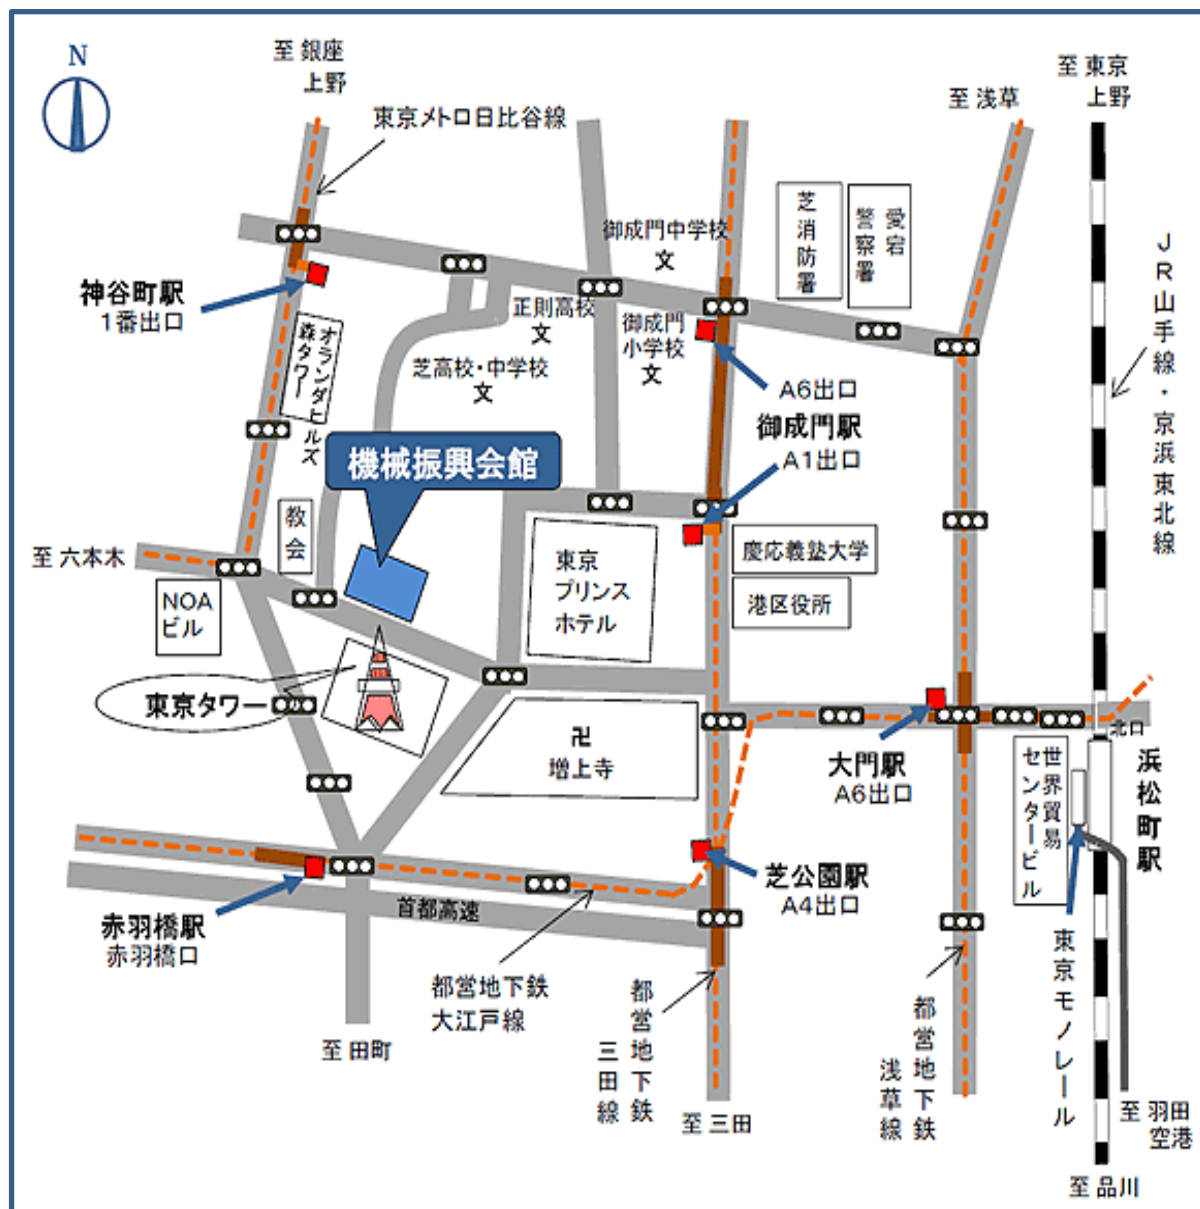 N
至 銀座
上野
東京メトロ日比谷線
至 浅草
至 東京
上野
芝消防署
愛宕
警察署
御成門中学校
文
神谷町駅
1番出口
正則高校
文
御成門
小学校
文
芝高校・中学校
文
オランダヒルズ
森タワー
A6出口
御成門駅
A1出口
JR山手線・京浜東北線
機械振興会館
教会
至 六本木
NOA
ビル
東京
プリンス
ホテル
慶応義塾大学
港区役所
東京タワー
卍
増上寺
大門駅
A6出口
北口
浜松町駅
世界貿易
センタービル
芝公園駅
A4出口
赤羽橋駅
赤羽橋口
首都高速
都営地下鉄
大江戸線
都営地下鉄
三田線
都営地下鉄
浅草線
東京モノレール
至 田町
至 三田
至 羽田
空港
至 品川